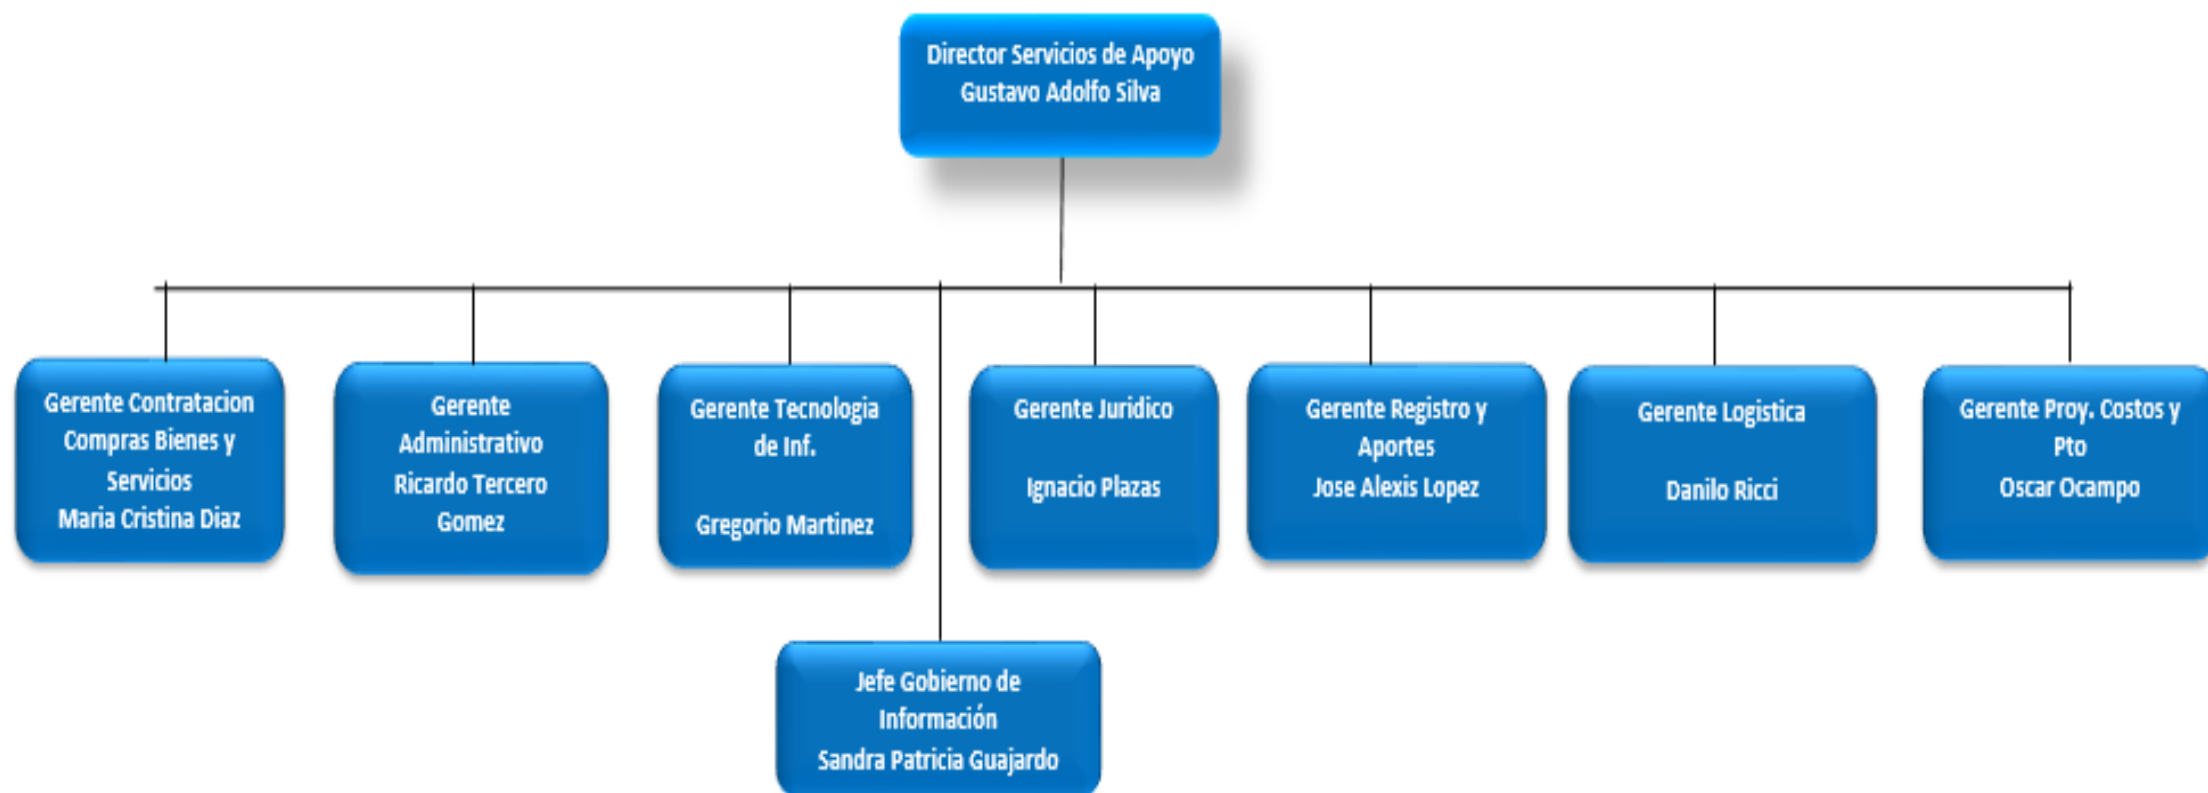 Director Servicios de Apoyo
Gustavo Adolfo Silva
Gerente Contratacion
Compras Bienes y
Servicios
Maria Cristina Diaz
Gerente
Administrativo
Ricardo Tercero
Gomez
Gerente Tecnologia
de Inf.
Gregorio Martinez
Gerente Juridico
Ignacio Plazas
Gerente Registro y
Aportes
Jose Alexis Lopez
Gerente Logistica
Danilo Ricci
Gerente Proy. Costos y
Pto
Oscar Ocampo
Jefe Gobierno de
Información
Sandra Patricia Guajardo